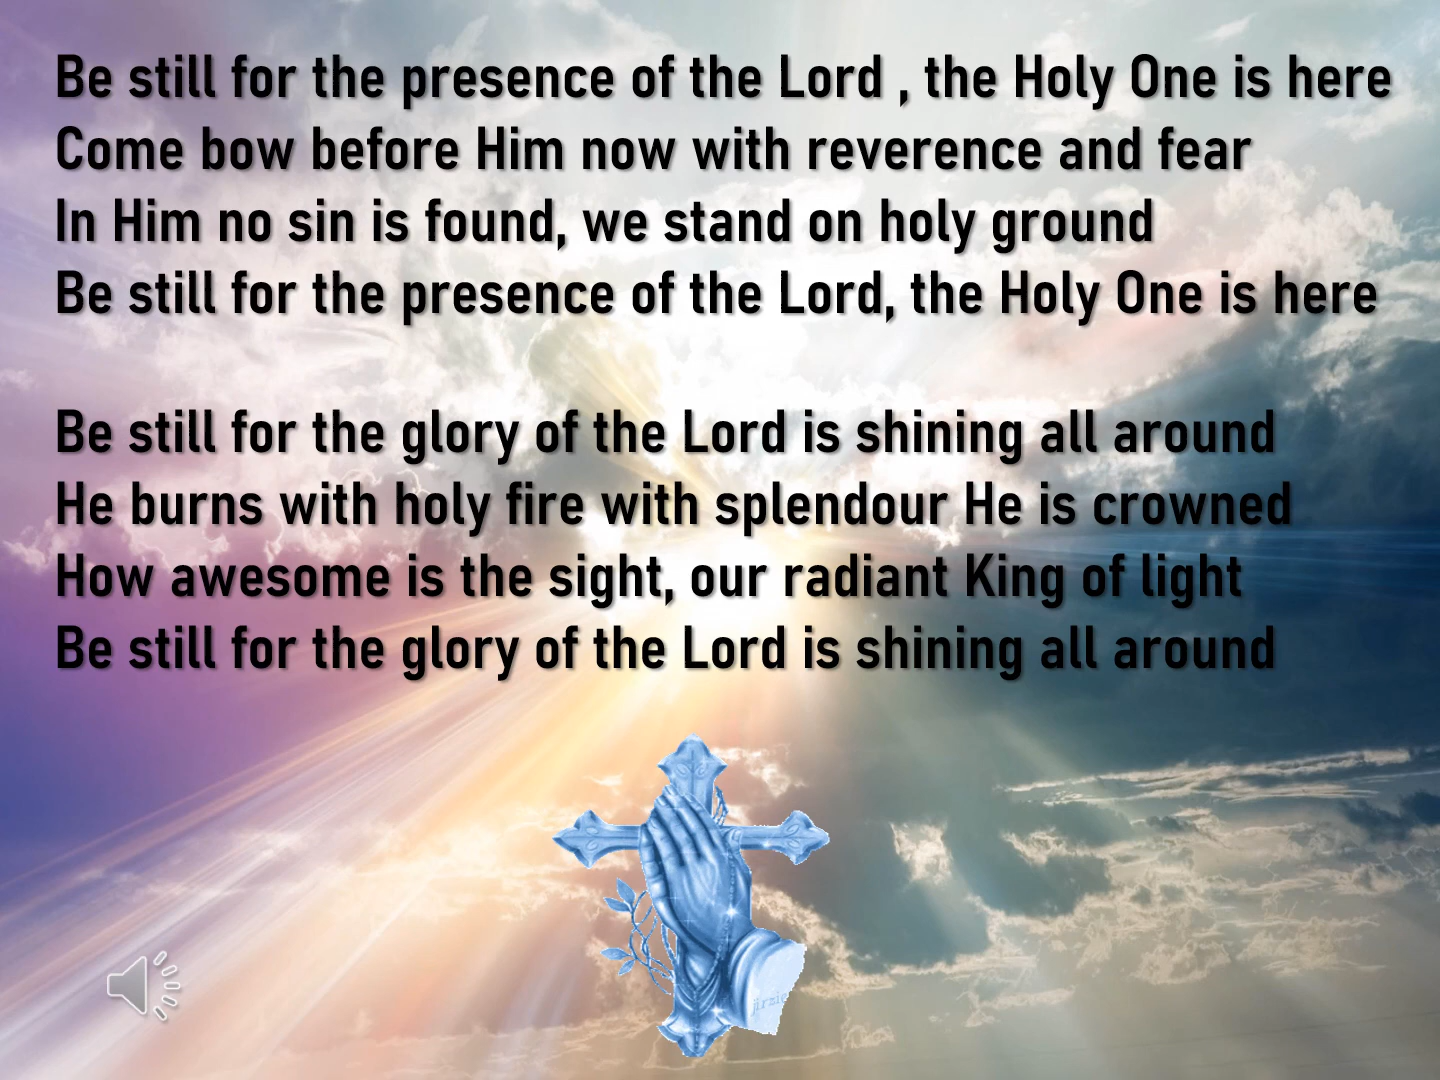 Be still for the presence of the Lord , the Holy One is here
Come bow before Him now with reverence and fear
In Him no sin is found, we stand on holy ground
Be still for the presence of the Lord, the Holy One is here
Be still for the glory of the Lord is shining all around
He burns with holy fire with splendour He is crowned
How awesome is the sight, our radiant King of light
Be still for the glory of the Lord is shining all around
jirzie